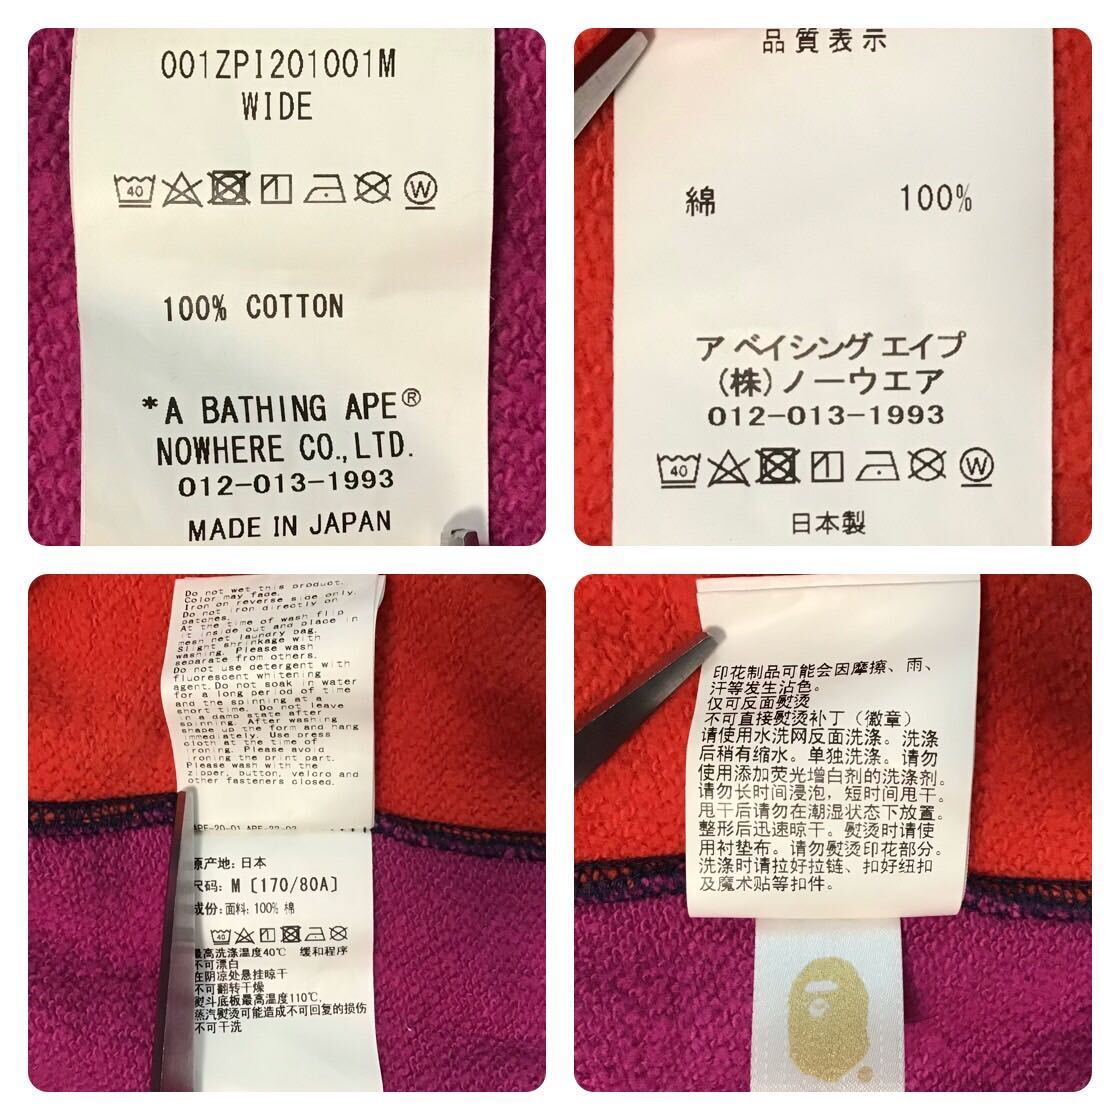 001ZPI201001M
WIDE
40
100% COTTON
*A BATHING APE®
NOWHERE CO.,LTD.
012-013-1993
MADE IN JAPAN
品質表示
綿 100%
ア ベイシング エイプ
(株)ノーウエア
012-013-1993
40
日本製
Do not wet this product.
Color may fade.
Iron on reverse side only.
Do not iron directly on
patches.
At the time of wash flip
it inside out and place in
mesh net laundry bag.
Slight shrinkage with
washing. Please wash
separate from others.
Do not use detergent with
fluorescent whitening
agent.Do not soak in water
for a long period of time
and the spinning at a
short time. Do not leave
in a damp state after
spinning. After washing
shape up the form and hang
immediately. Use press
cloth at the time of
ironing. Please avoid
ironing the print part.
Please wash with the
zipper, button, velcro and
other fasteners closed.
原产地: 日本
尺码: M [170/80A]
成份: 面料: 100% 棉
40
最高洗涤温度40℃ 缓和程序
不可漂白
在阴凉处悬挂晾干
不可翻转干燥
熨斗底板最高温度110℃,
蒸汽熨烫可能造成不可回复的损伤
不可干洗
印花制品可能会因摩擦、雨、
汗等发生沾色。
仅可反面熨烫
不可直接熨烫补丁（徽章）
请使用水洗网反面洗涤。洗涤
后稍有缩水。单独洗涤。请勿
使用添加荧光增白剂的洗涤剂。
请勿长时间浸泡，短时间甩干。
甩干后请勿在潮湿状态下放置。
整形后迅速晾干。熨烫时请使
用衬垫布。请勿熨烫印花部分。
洗涤时请拉好拉链、扣好纽扣
及魔术贴等扣件。